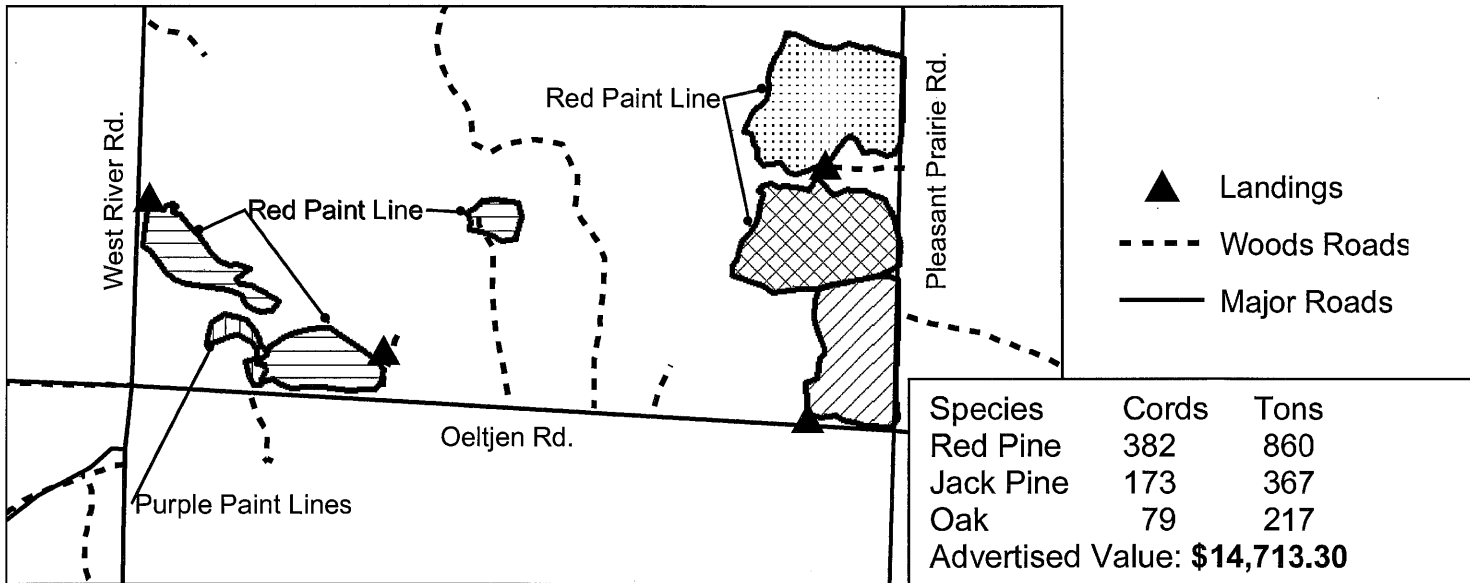 Red Paint Line
Pleasant Prairie Rd.
West River Rd.
Red Paint Line
Landings
Woods Roads
Major Roads
Oeltjen Rd.
Purple Paint Lines
Species Cords Tons
Red Pine 382 860
Jack Pine 173 367
Oak 79 217
Advertised Value: $14,713.30